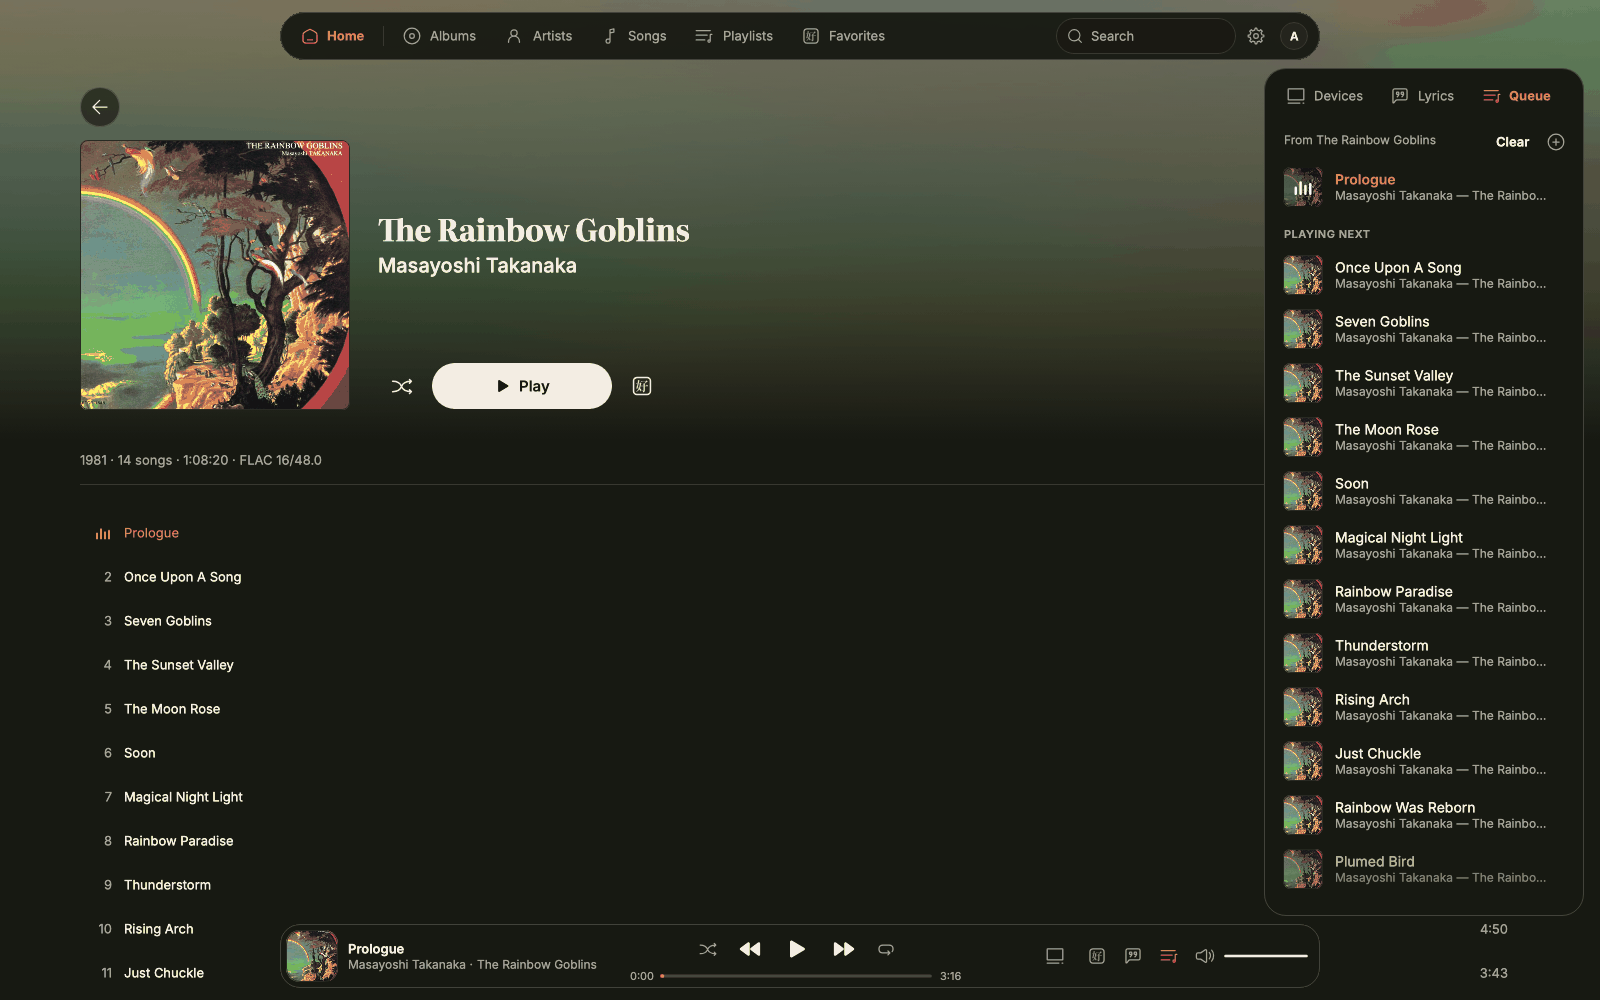 Home
Albums
Artists
Songs
Playlists
好 Favorites
Search
A
Devices
Lyrics
Queue
THE RAINBOW GOBLINS
Masayoshi TAKANAKA
The Rainbow Goblins
Masayoshi Takanaka
Play
好
1981 · 14 songs · 1:08:20 · FLAC 16/48.0
Prologue
2 Once Upon A Song
3 Seven Goblins
4 The Sunset Valley
5 The Moon Rose
6 Soon
7 Magical Night Light
8 Rainbow Paradise
9 Thunderstorm
10 Rising Arch 4:50
11 Just Chuckle 3:43
From The Rainbow Goblins Clear
Prologue
Masayoshi Takanaka — The Rainbo...
PLAYING NEXT
Once Upon A Song
Masayoshi Takanaka — The Rainbo...
Seven Goblins
Masayoshi Takanaka — The Rainbo...
The Sunset Valley
Masayoshi Takanaka — The Rainbo...
The Moon Rose
Masayoshi Takanaka — The Rainbo...
Soon
Masayoshi Takanaka — The Rainbo...
Magical Night Light
Masayoshi Takanaka — The Rainbo...
Rainbow Paradise
Masayoshi Takanaka — The Rainbo...
Thunderstorm
Masayoshi Takanaka — The Rainbo...
Rising Arch
Masayoshi Takanaka — The Rainbo...
Just Chuckle
Masayoshi Takanaka — The Rainbo...
Rainbow Was Reborn
Masayoshi Takanaka — The Rainbo...
Plumed Bird
Masayoshi Takanaka — The Rainbo...
Prologue
Masayoshi Takanaka · The Rainbow Goblins
0:00
3:16
好